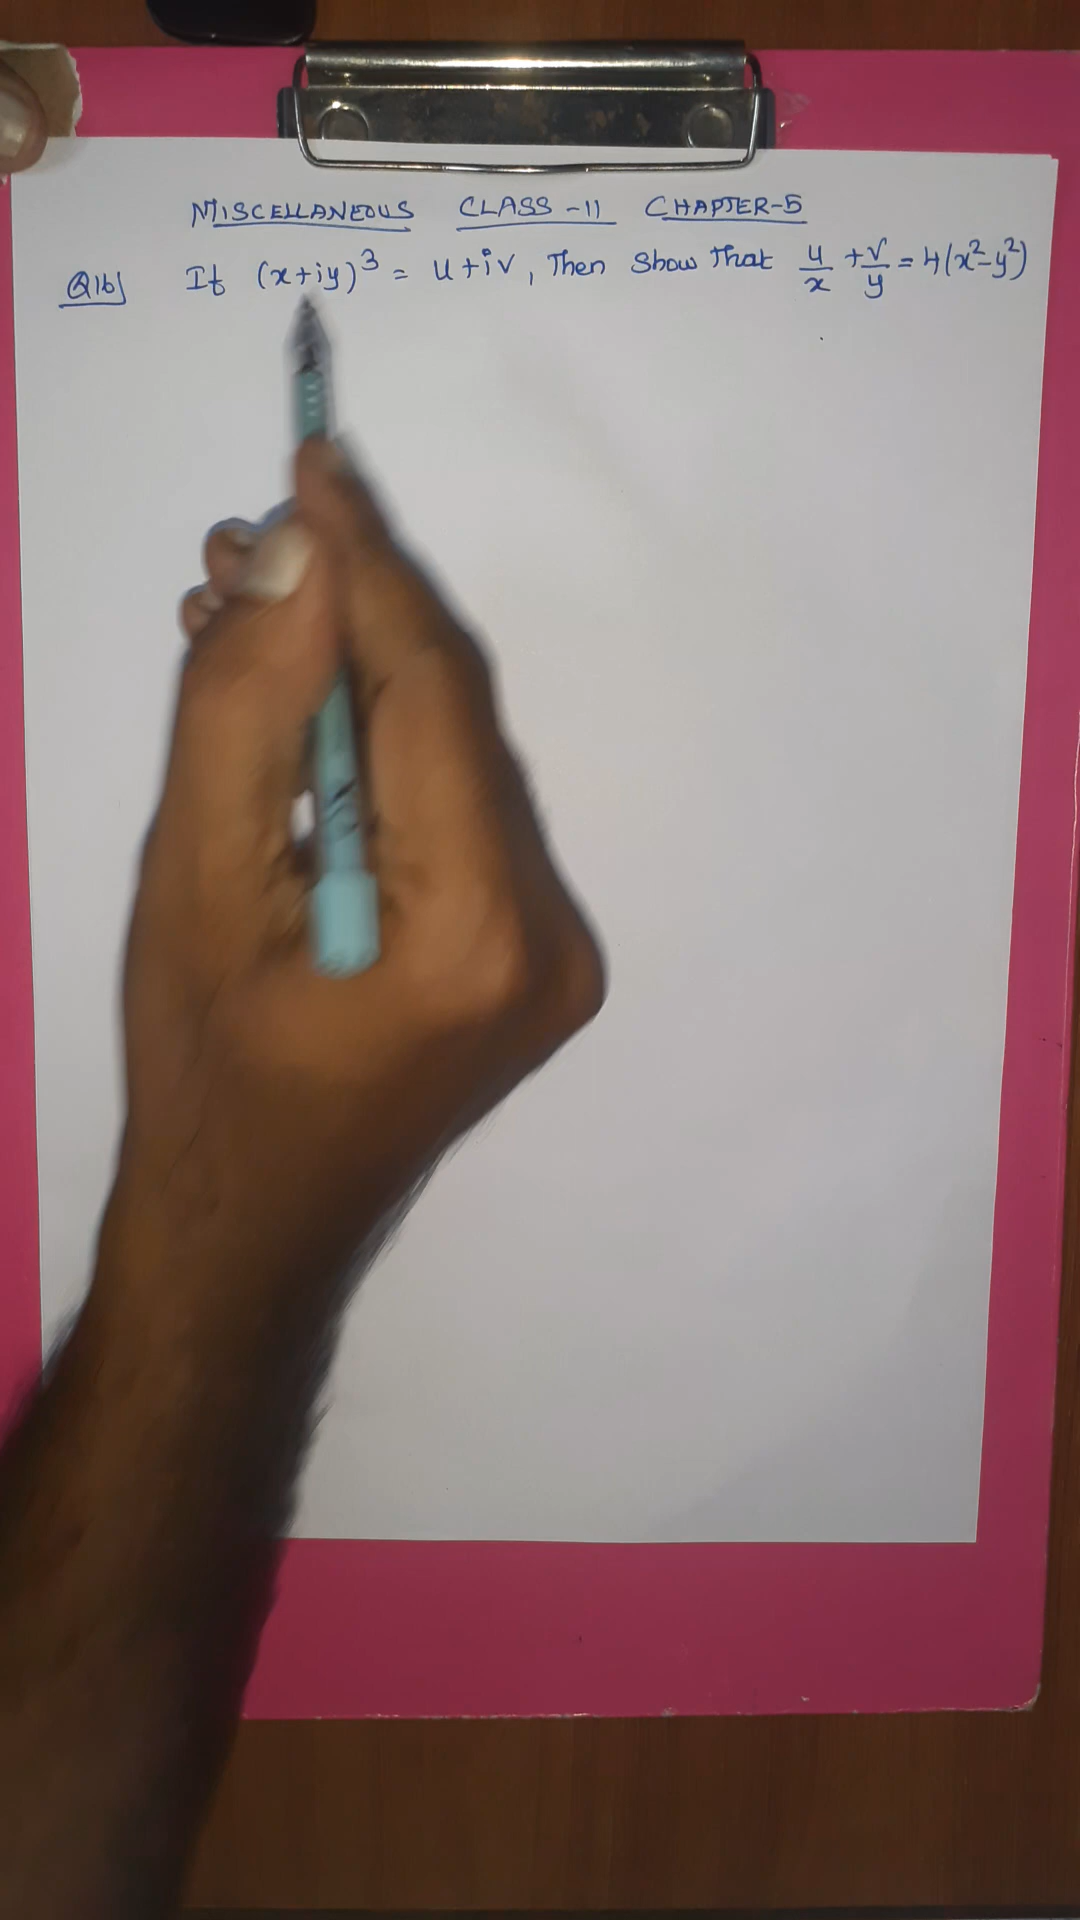 MISCELLANEOUS CLASS-11 CHAPTER-5
Q16) If (x+iy)³ = u+iv, Then Show That u/x + v/y = 4(x²-y²)